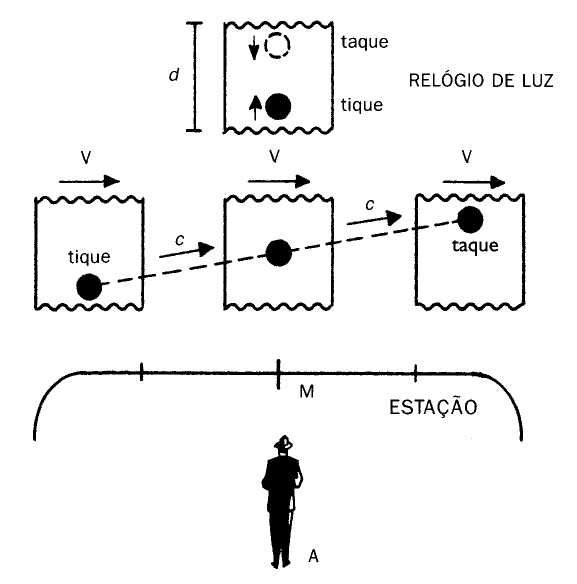 taque
d
RELÓGIO DE LUZ
tique
V
V
V
c
c
tique
taque
M
ESTAÇÃO
A